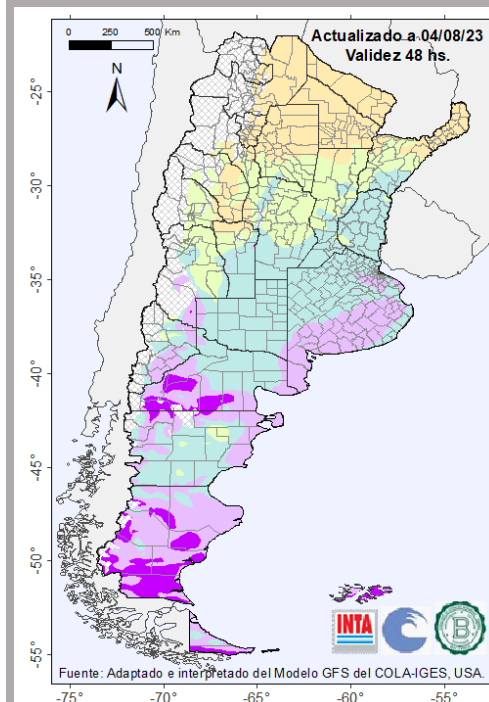 0 250 500 Km
Actualizado a 04/08/23
Validez 48 hs.
N
-25°
-30°
-35°
-40°
-45°
-50°
-55°
INTA
B
Fuente: Adaptado e interpretado del Modelo GFS del COLA-IGES, USA.
-75 -70 -65 -60 -55